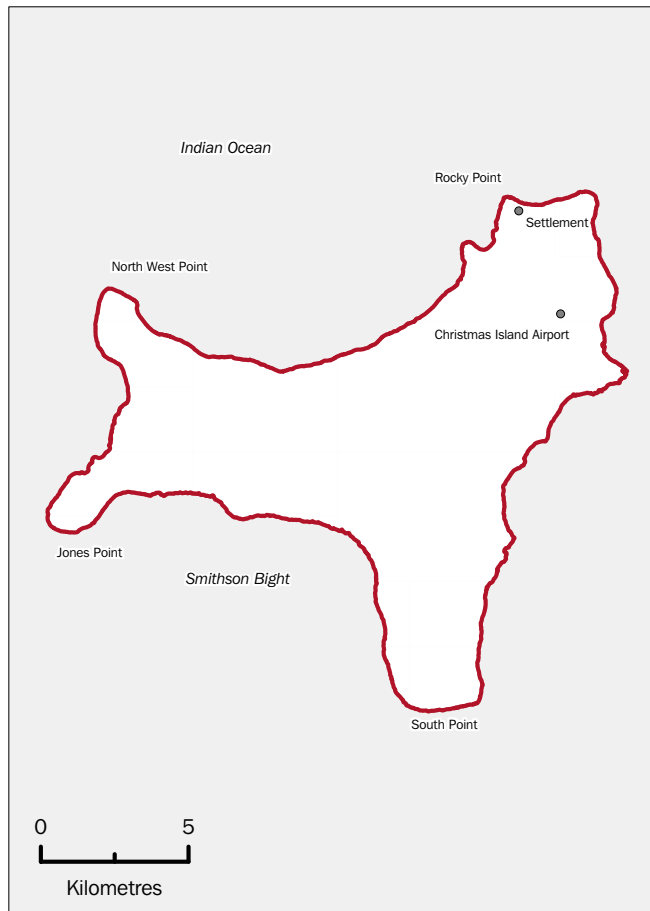 Indian Ocean
Rocky Point
Settlement
North West Point
Christmas Island Airport
Jones Point
Smithson Bight
South Point
0 5
Kilometres